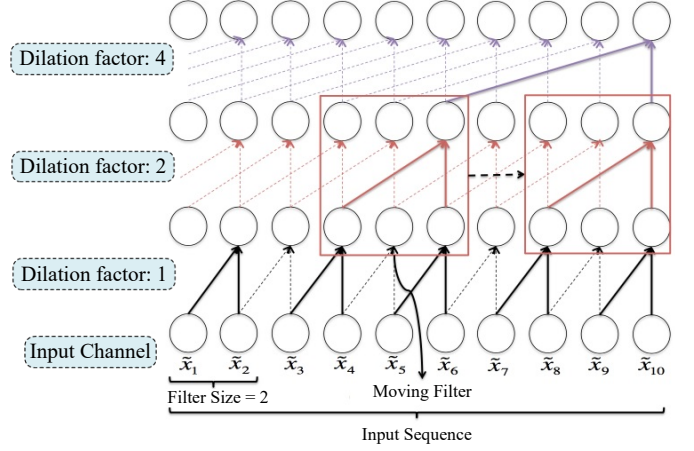 Dilation factor: 4
Dilation factor: 2
Dilation factor: 1
Input Channel
x̃₁ x̃₂ x̃₃ x̃₄ x̃₅ x̃₆ x̃₇ x̃₈ x̃₉ x̃₁₀
Filter Size = 2
Moving Filter
Input Sequence